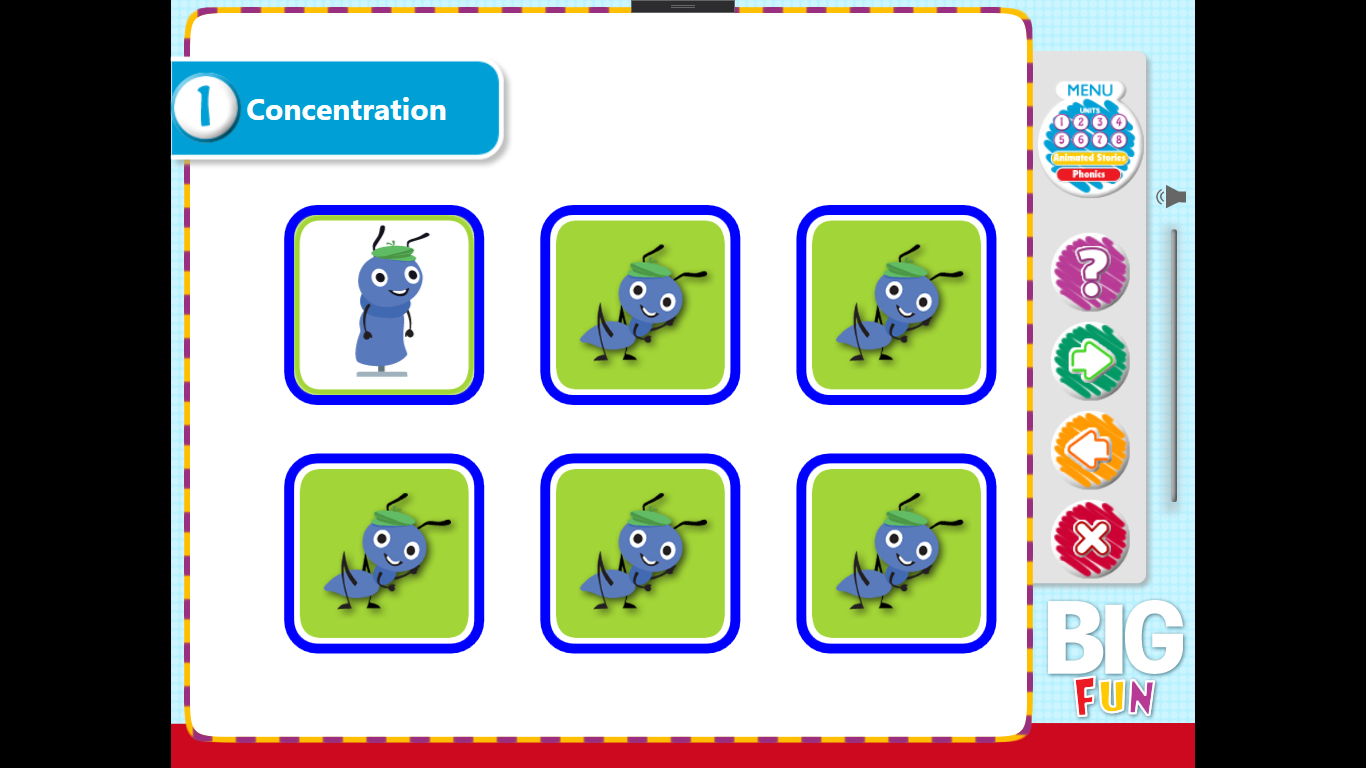 1 Concentration
MENU
UNITS
1 2 3 4
5 6 7 8
Animated Stories
Phonics
?
BIG
FUN